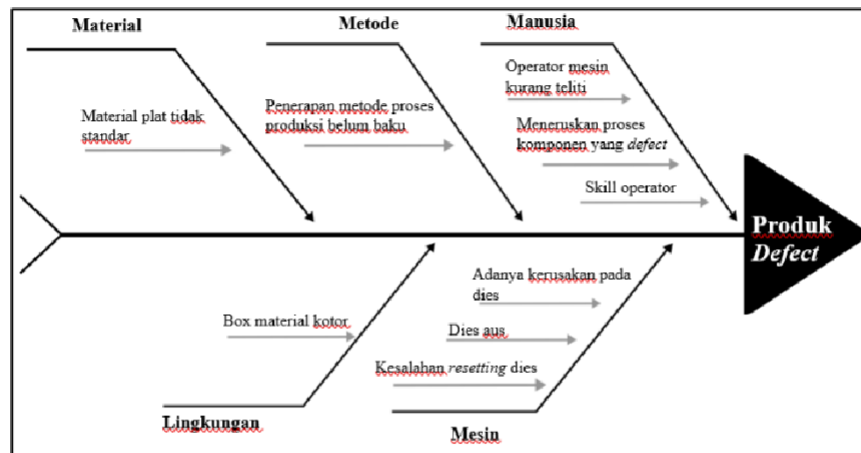 Material
Metode
Manusia
Material plat tidak
standar
Penerapan metode proses
produksi belum baku
Operator mesin
kurang teliti
Meneruskan proses
komponen yang defect
Skill operator
Produk
Defect
Box material kotor
Adanya kerusakan pada
dies
Dies aus
Kesalahan resetting dies
Lingkungan
Mesin